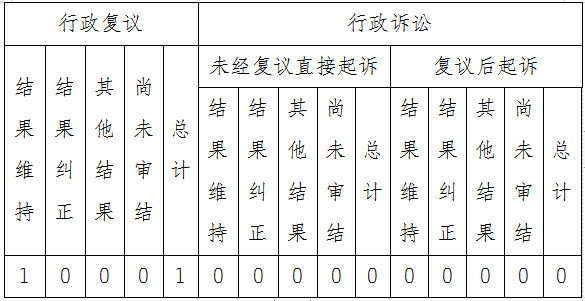 行政复议 行政诉讼
未经复议直接起诉 复议后起诉
结果维持 结果纠正 其他结果 尚未审结 总计 结果维持 结果纠正 其他结果 尚未审结 总计 结果维持 结果纠正 其他结果 尚未审结 总计
1 0 0 0 1 0 0 0 0 0 0 0 0 0 0